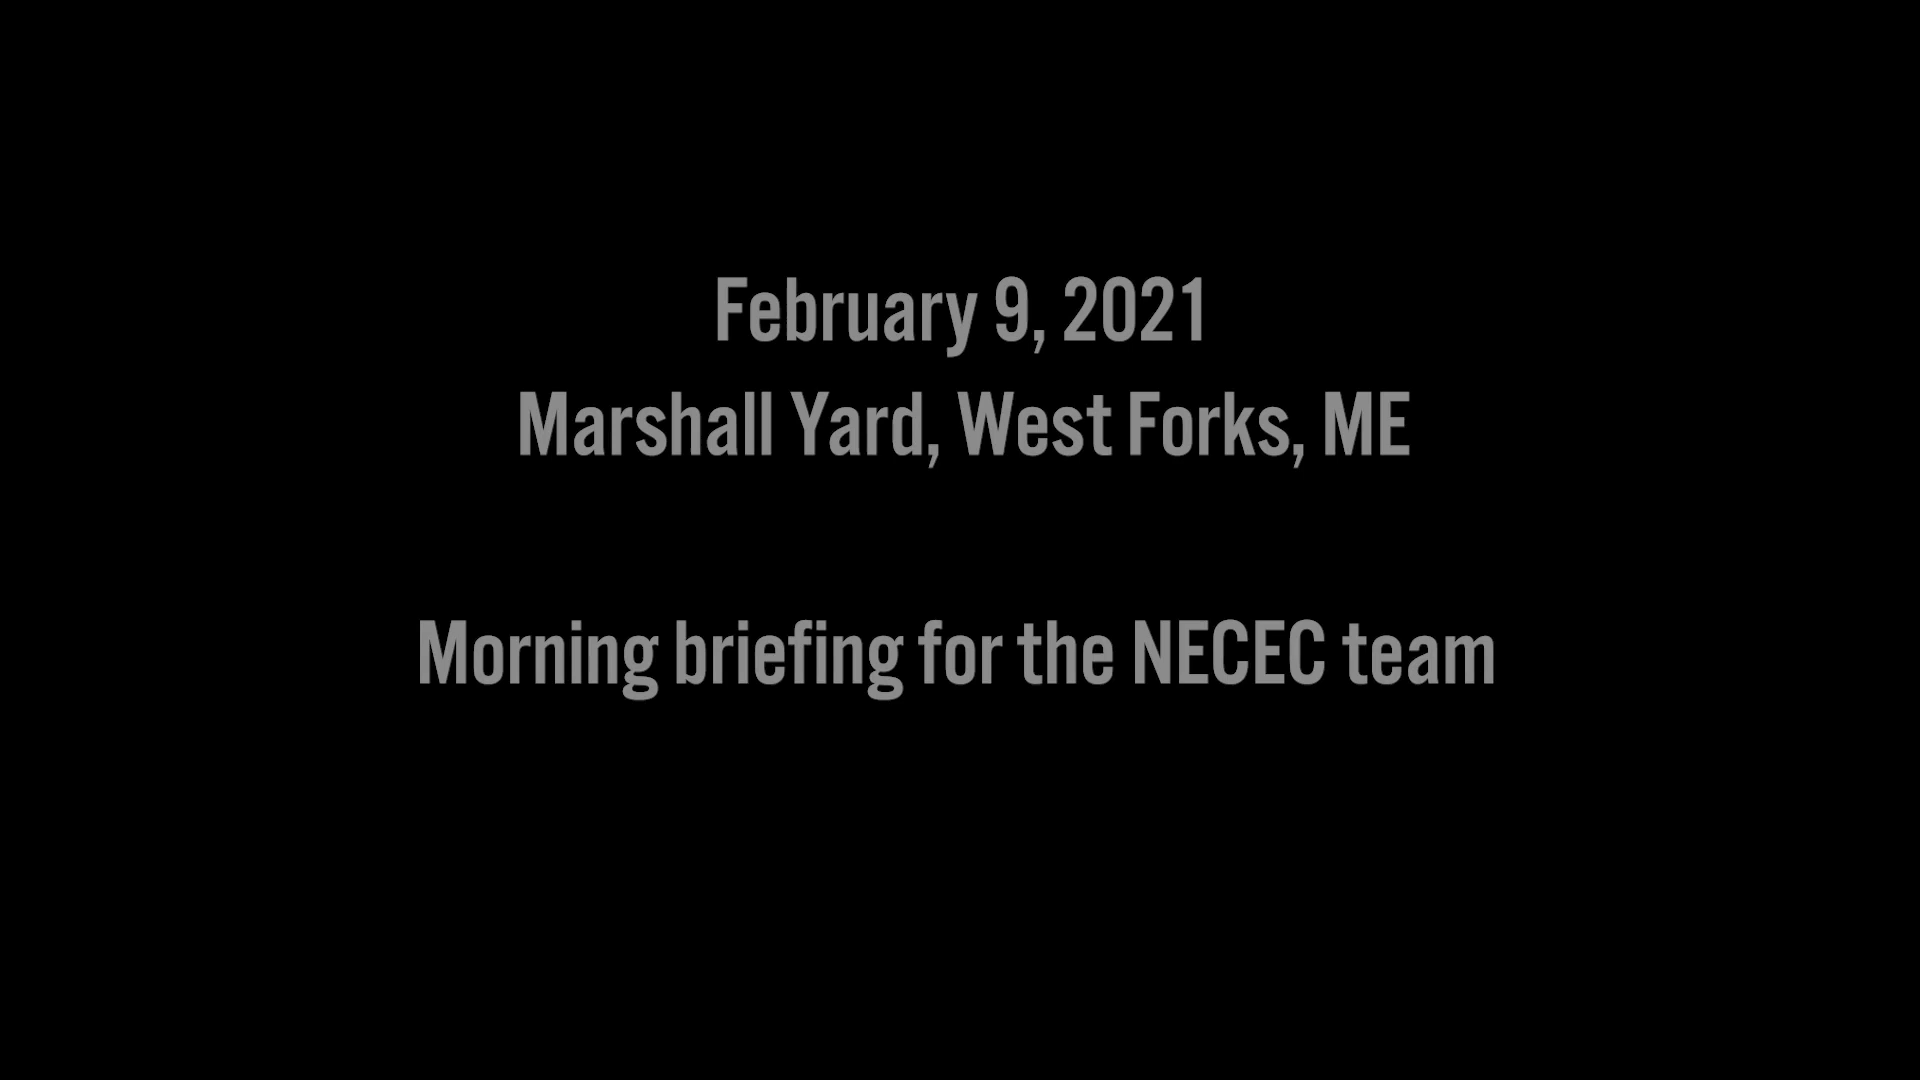 February 9, 2021
Marshall Yard, West Forks, ME
Morning briefing for the NECEC team